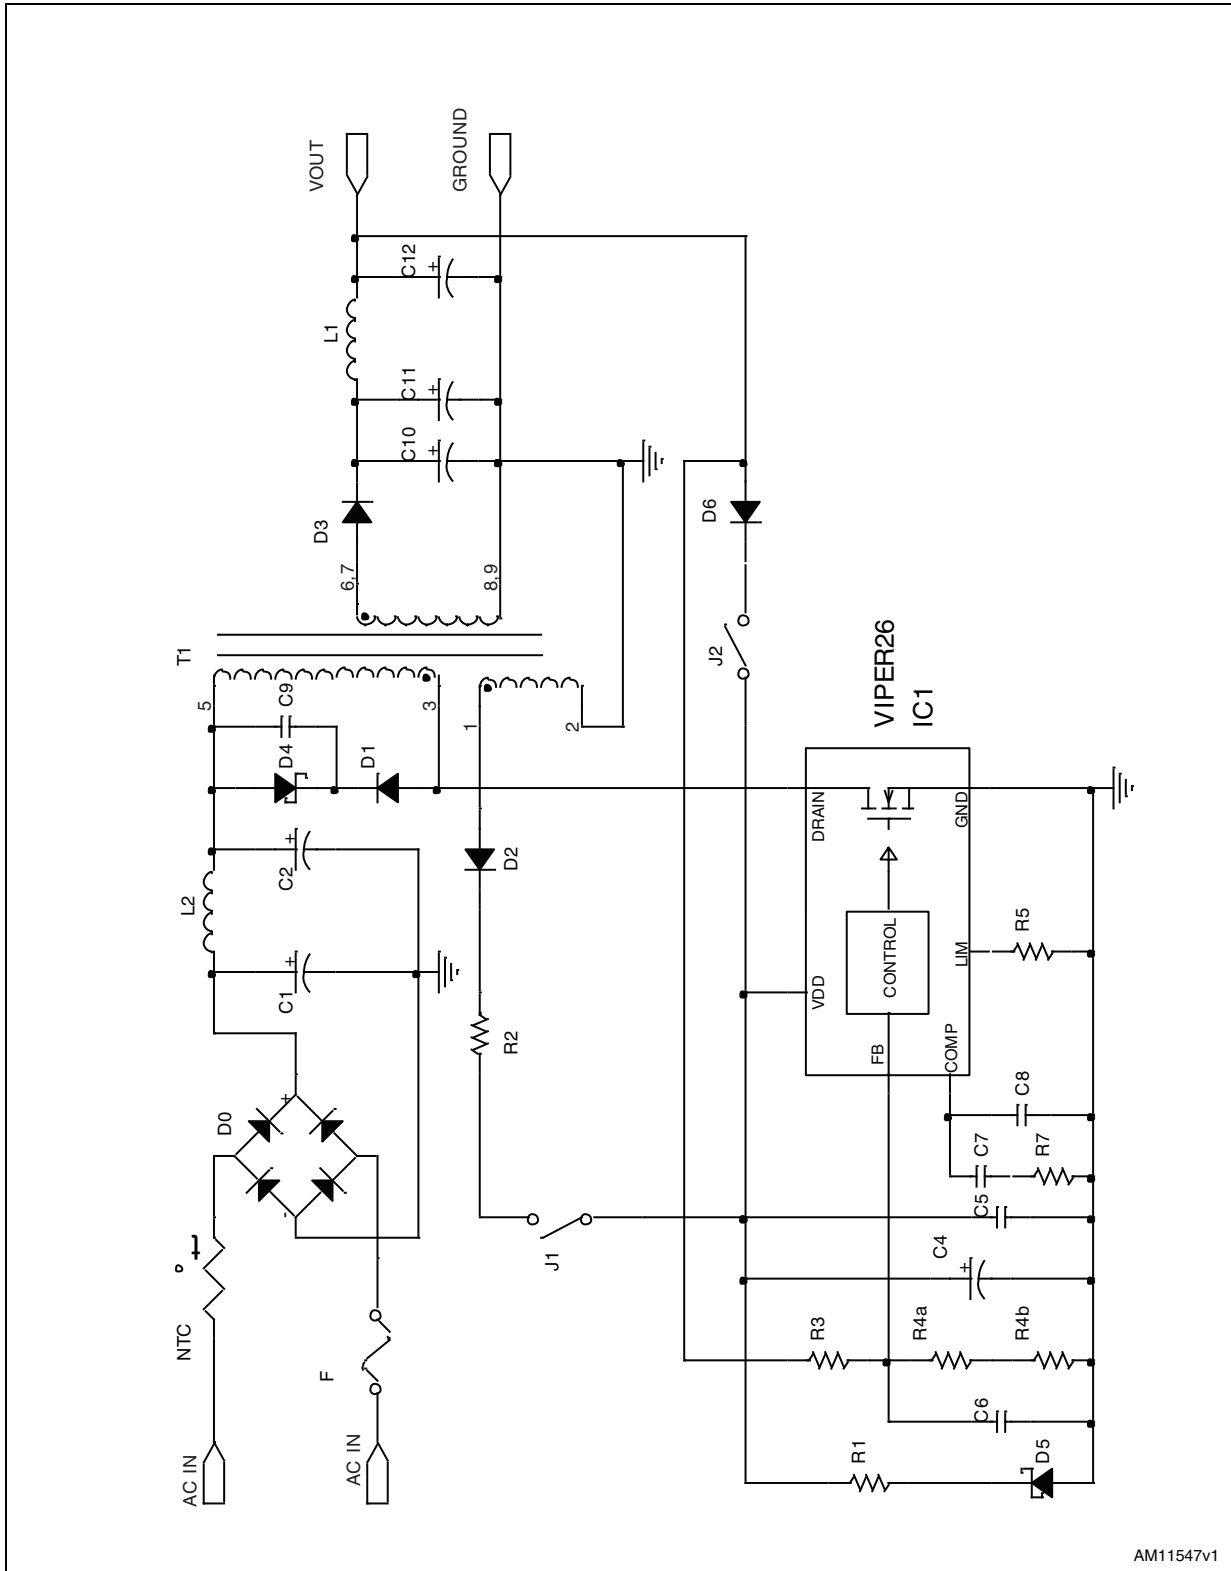 AC IN
NTC
t°
AC IN
F
D0
+
-
C1
+
L2
C2
+
D4
C9
D1
5
3
T1
1
2
6,7
8,9
D3
C10
+
C11
+
L1
C12
+
VOUT
GROUND
D2
R2
J1
J2
D6
VIPER26
IC1
DRAIN
GND
VDD
CONTROL
LIM
FB
COMP
R5
C8
C7
R7
C5
C4
+
R3
R4a
R4b
C6
R1
D5
AM11547v1